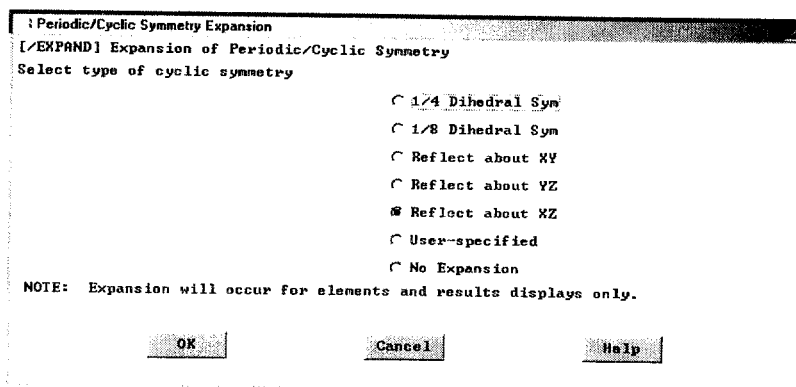 Periodic/Cyclic Symmetry Expansion
[/EXPAND] Expansion of Periodic/Cyclic Symmetry
Select type of cyclic symmetry
1/4 Dihedral Sym
1/8 Dihedral Sym
Reflect about XY
Reflect about YZ
Reflect about XZ
User-specified
No Expansion
NOTE: Expansion will occur for elements and results displays only.
OK Cancel Help